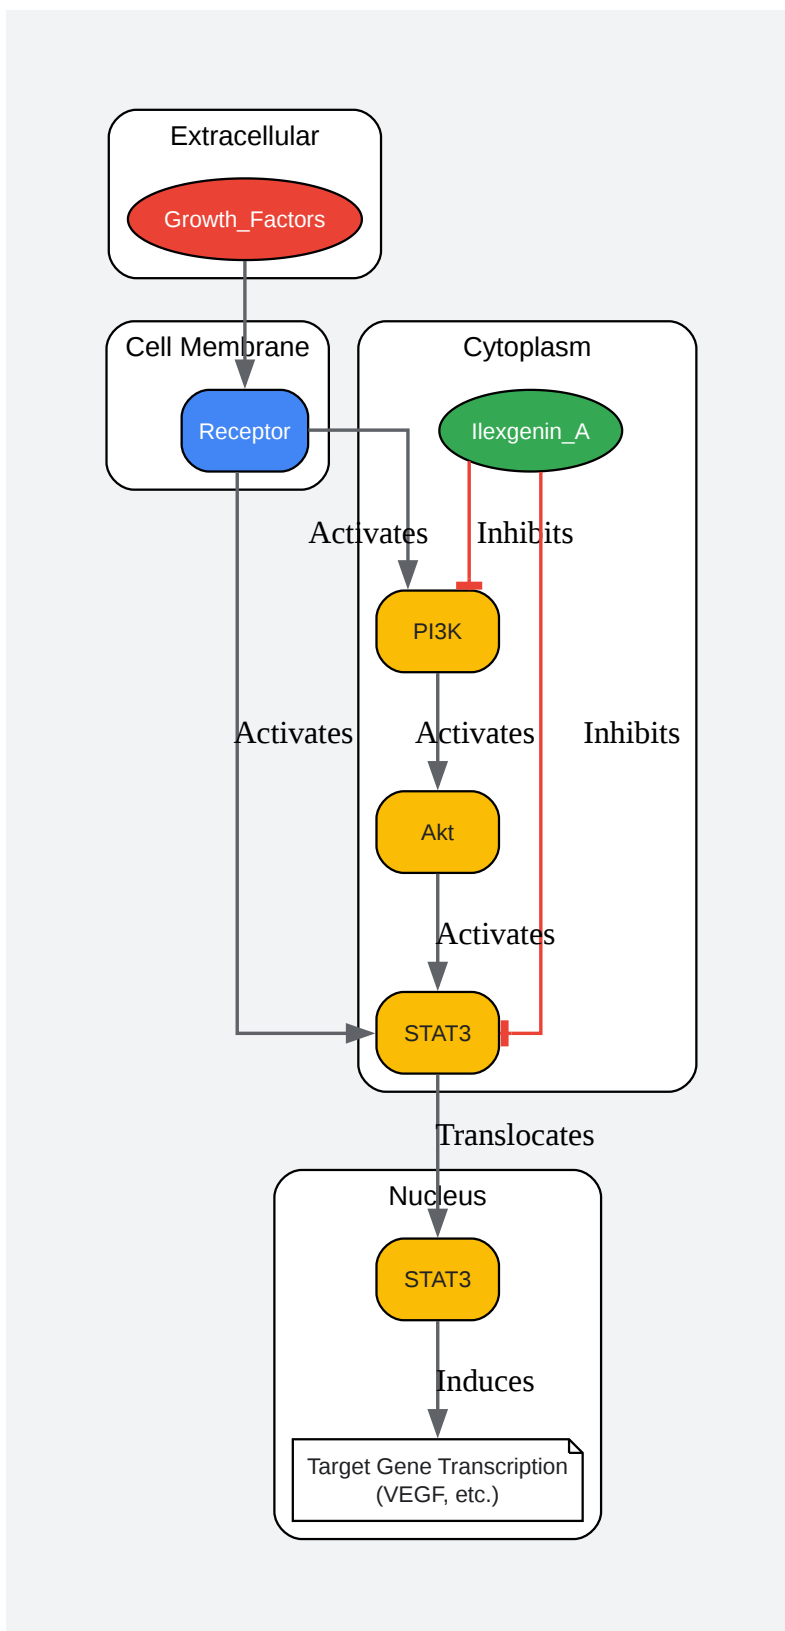 Extracellular
Growth_Factors
Cell Membrane
Cytoplasm
Receptor
Ilexgenin_A
Activates
Inhibits
PI3K
Activates
Activates
Inhibits
Akt
Activates
STAT3
Translocates
Nucleus
STAT3
Induces
Target Gene Transcription
(VEGF, etc.)